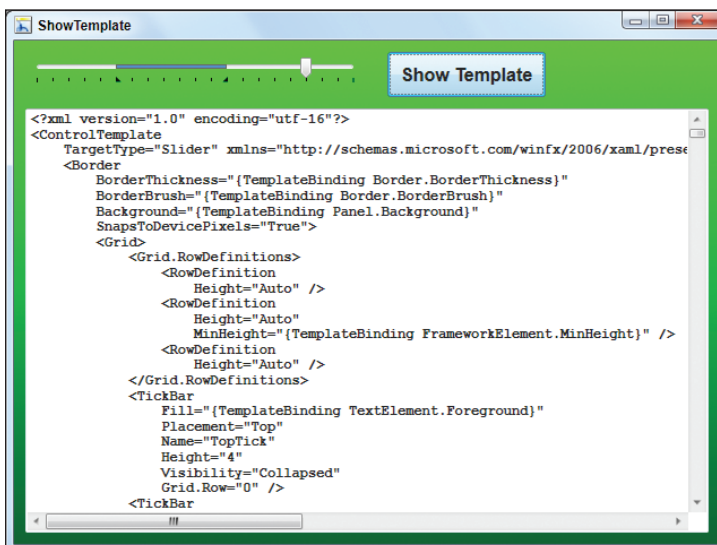 ShowTemplate
Show Template
<?xml version="1.0" encoding="utf-16"?>
<ControlTemplate
    TargetType="Slider" xmlns="http://schemas.microsoft.com/winfx/2006/xaml/prese
    <Border
        BorderThickness="{TemplateBinding Border.BorderThickness}"
        BorderBrush="{TemplateBinding Border.BorderBrush}"
        Background="{TemplateBinding Panel.Background}"
        SnapsToDevicePixels="True">
        <Grid>
            <Grid.RowDefinitions>
                <RowDefinition
                    Height="Auto" />
                <RowDefinition
                    Height="Auto"
                    MinHeight="{TemplateBinding FrameworkElement.MinHeight}" />
                <RowDefinition
                    Height="Auto" />
            </Grid.RowDefinitions>
            <TickBar
                Fill="{TemplateBinding TextElement.Foreground}"
                Placement="Top"
                Name="TopTick"
                Height="4"
                Visibility="Collapsed"
                Grid.Row="0" />
            <TickBar